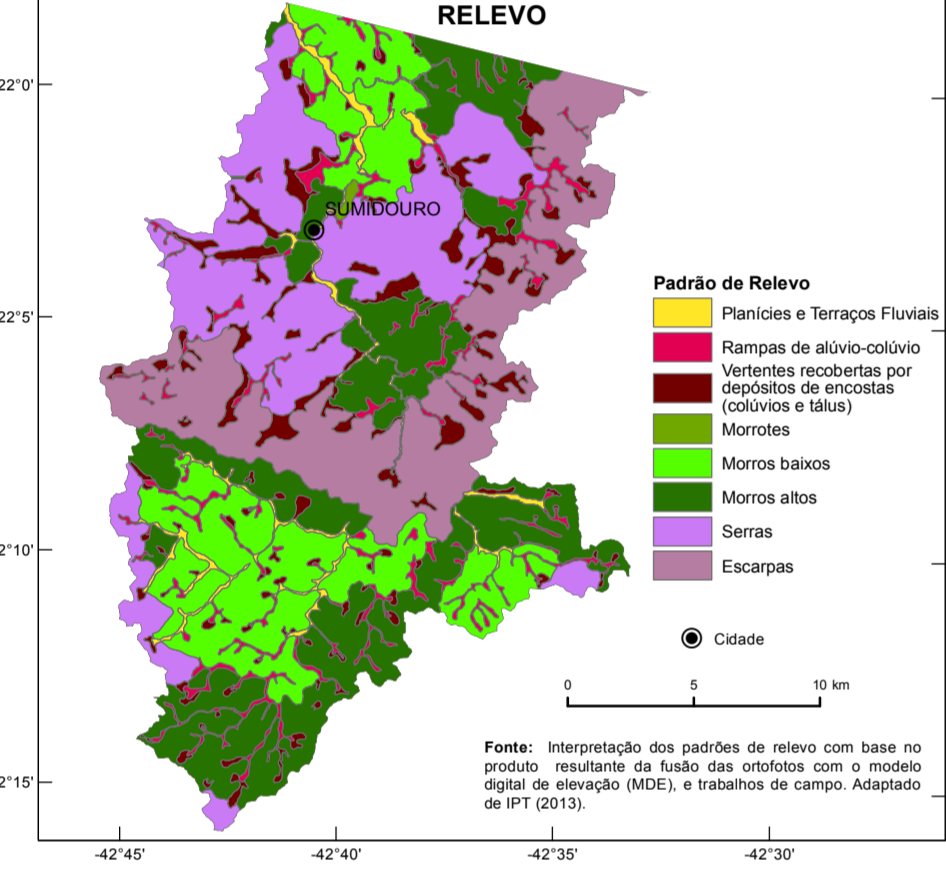 RELEVO
22°0'
SUMIDOURO
Padrão de Relevo
Planícies e Terraços Fluviais
22°5'
Rampas de alúvio-colúvio
Vertentes recobertas por
depósitos de encostas
(colúvios e tálus)
Morrotes
Morros baixos
Morros altos
Serras
2°10'
Escarpas
Cidade
0 5 10 km
Fonte: Interpretação dos padrões de relevo com base no
produto resultante da fusão das ortofotos com o modelo
digital de elevação (MDE), e trabalhos de campo. Adaptado
de IPT (2013).
2°15'
-42°45' -42°40' -42°35' -42°30'